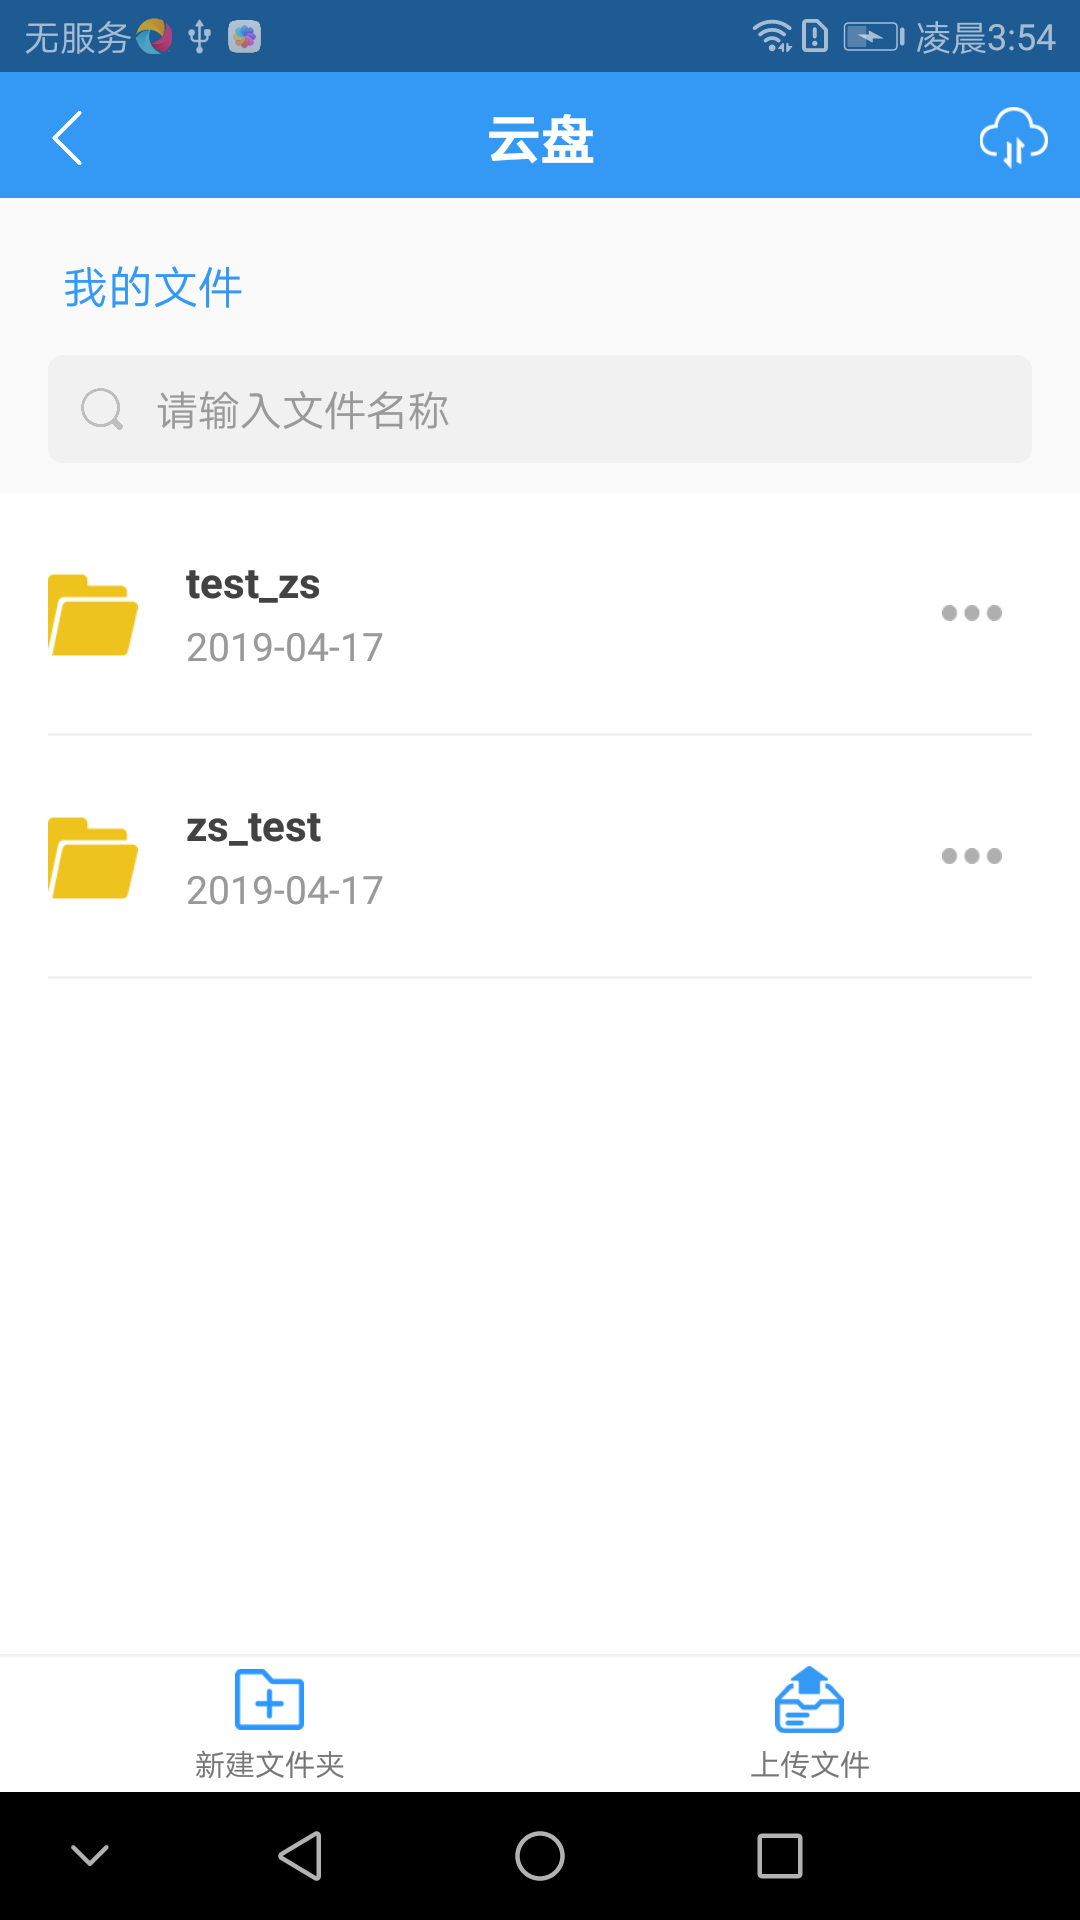 无服务
凌晨3:54
云盘
我的文件
请输入文件名称
test_zs
2019-04-17
zs_test
2019-04-17
新建文件夹
上传文件